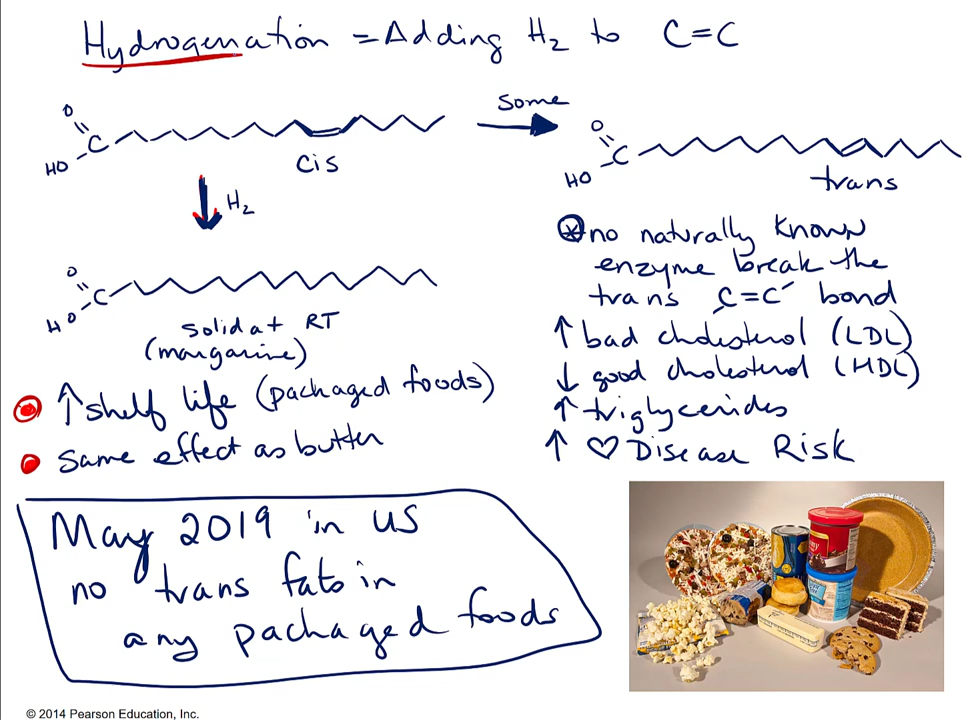 Hydrogenation = Adding H2 to C=C
O
C
HO
cis
some
O
C
HO
trans
H2
O
C
HO
solid at RT
(margarine)
↑ shelf life (packaged foods)
same effect as butter
* no naturally known
enzyme break the
trans C=C bond
↑ bad cholesterol (LDL)
↓ good cholesterol (HDL)
↑ triglycerides
↑ ♡ Disease Risk
May 2019 in US
no trans fats in
any packaged foods
© 2014 Pearson Education, Inc.